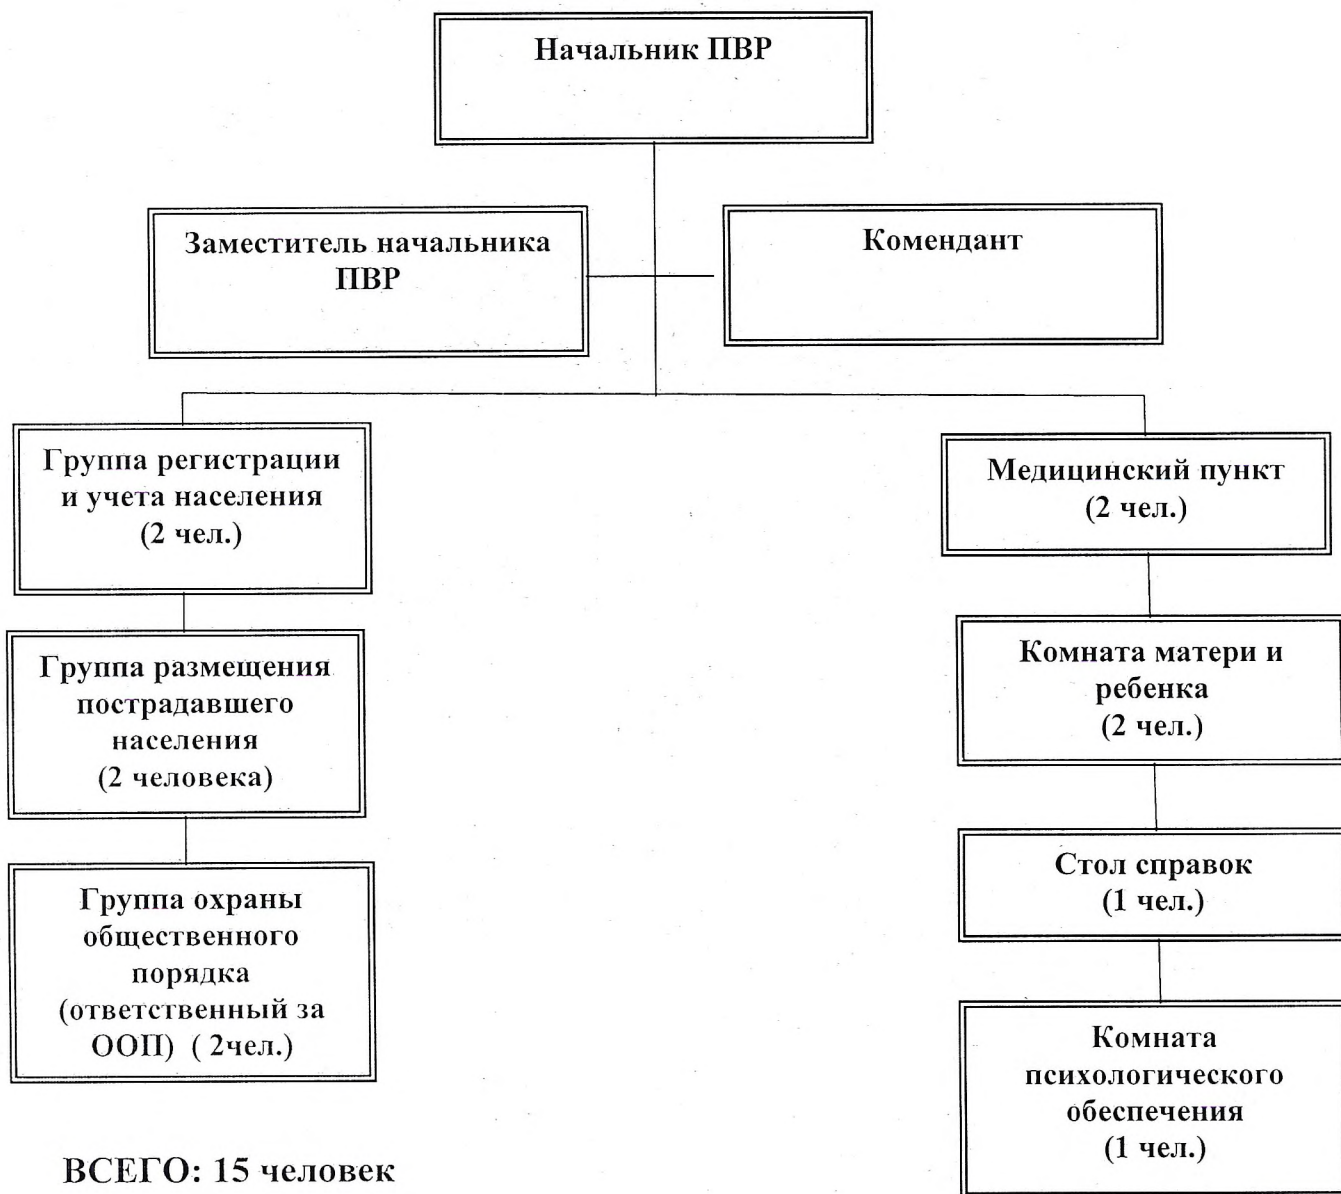 Начальник ПВР
Заместитель начальника
ПВР
Комендант
Группа регистрации
и учета населения
(2 чел.)
Группа размещения
пострадавшего
населения
(2 человека)
Группа охраны
общественного
порядка
(ответственный за
ООП) ( 2чел.)
Медицинский пункт
(2 чел.)
Комната матери и
ребенка
(2 чел.)
Стол справок
(1 чел.)
Комната
психологического
обеспечения
(1 чел.)
ВСЕГО: 15 человек